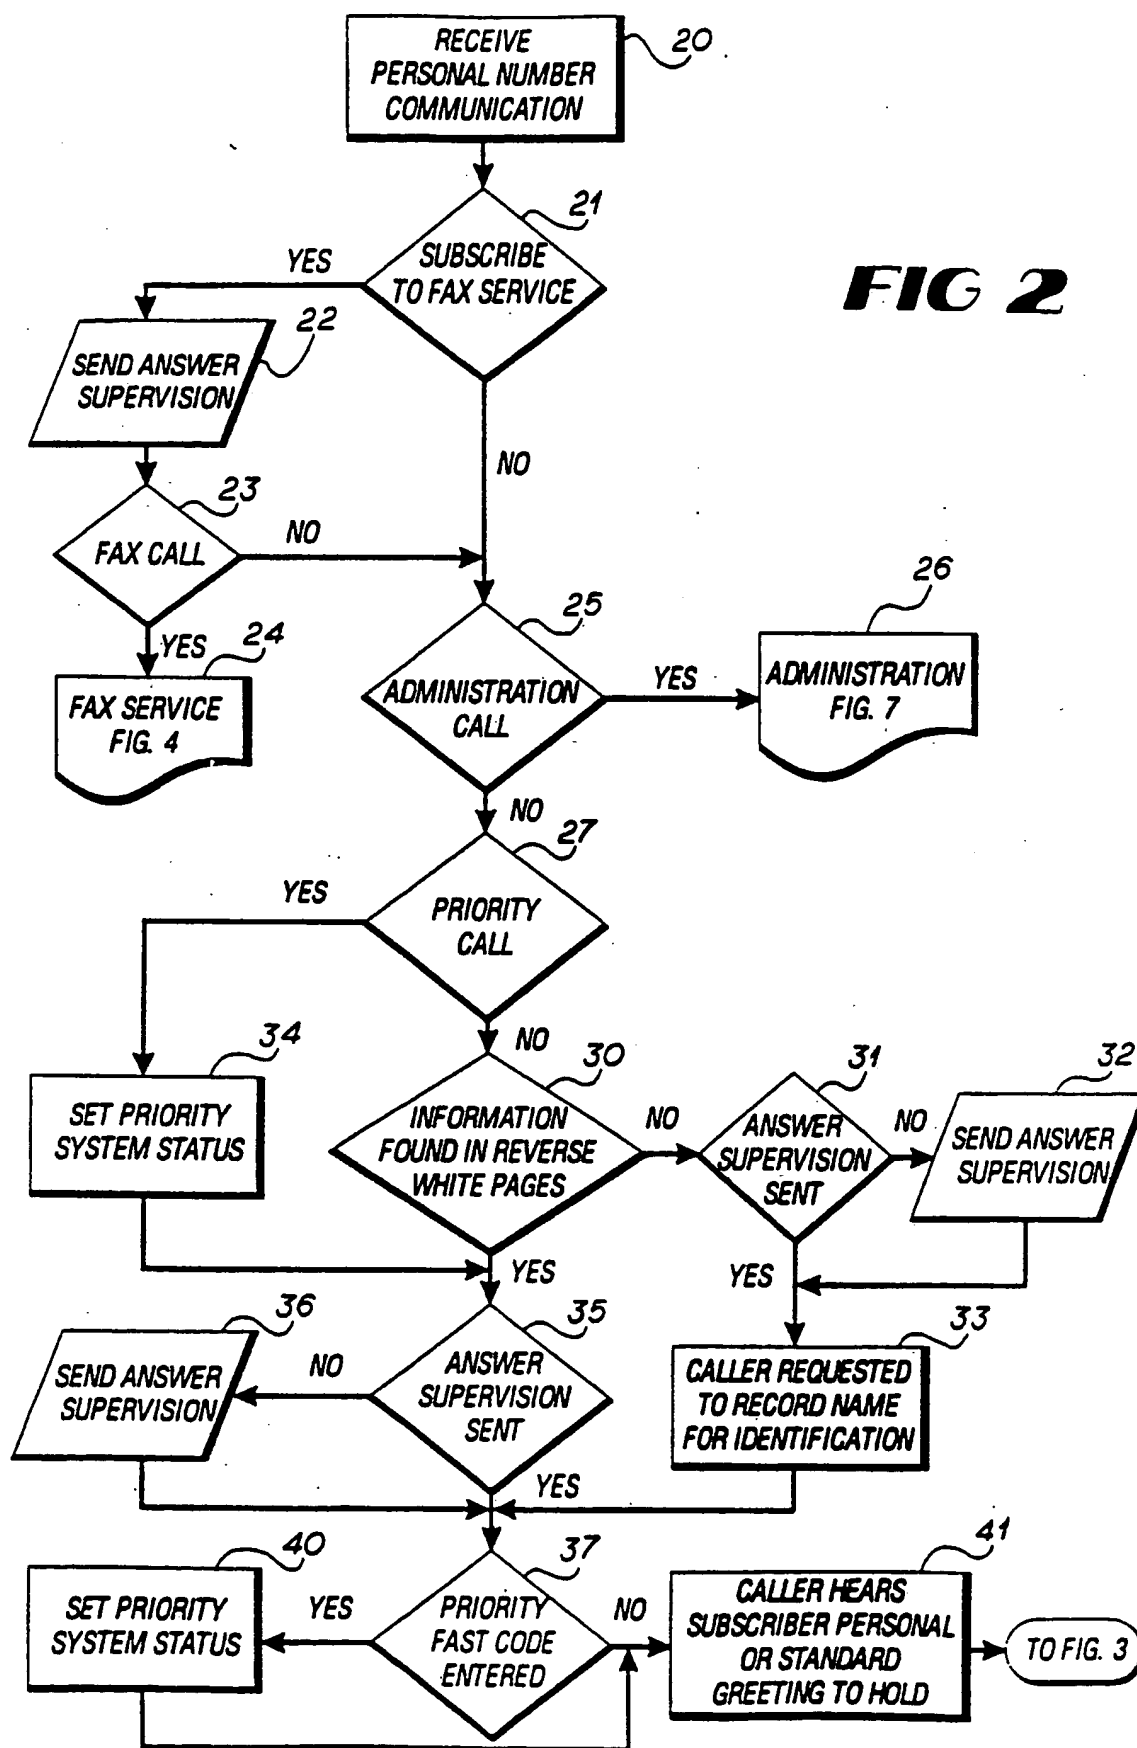 RECEIVE
PERSONAL NUMBER
COMMUNICATION
20
21
SUBSCRIBE
TO FAX SERVICE
YES
FIG 2
22
SEND ANSWER
SUPERVISION
NO
23
FAX CALL
NO
YES
24
FAX SERVICE
FIG. 4
25
ADMINISTRATION
CALL
YES
26
ADMINISTRATION
FIG. 7
NO
27
PRIORITY
CALL
YES
NO
34
SET PRIORITY
SYSTEM STATUS
30
INFORMATION
FOUND IN REVERSE
WHITE PAGES
NO
31
ANSWER
SUPERVISION
SENT
NO
32
SEND ANSWER
SUPERVISION
YES
YES
36
SEND ANSWER
SUPERVISION
NO
35
ANSWER
SUPERVISION
SENT
33
CALLER REQUESTED
TO RECORD NAME
FOR IDENTIFICATION
YES
40
SET PRIORITY
SYSTEM STATUS
YES
37
PRIORITY
FAST CODE
ENTERED
NO
41
CALLER HEARS
SUBSCRIBER PERSONAL
OR STANDARD
GREETING TO HOLD
TO FIG. 3